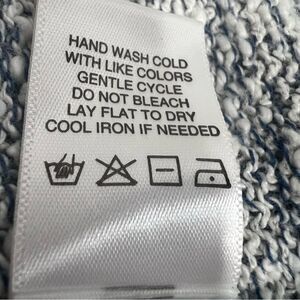 HAND WASH COLD
WITH LIKE COLORS
GENTLE CYCLE
DO NOT BLEACH
LAY FLAT TO DRY
COOL IRON IF NEEDED